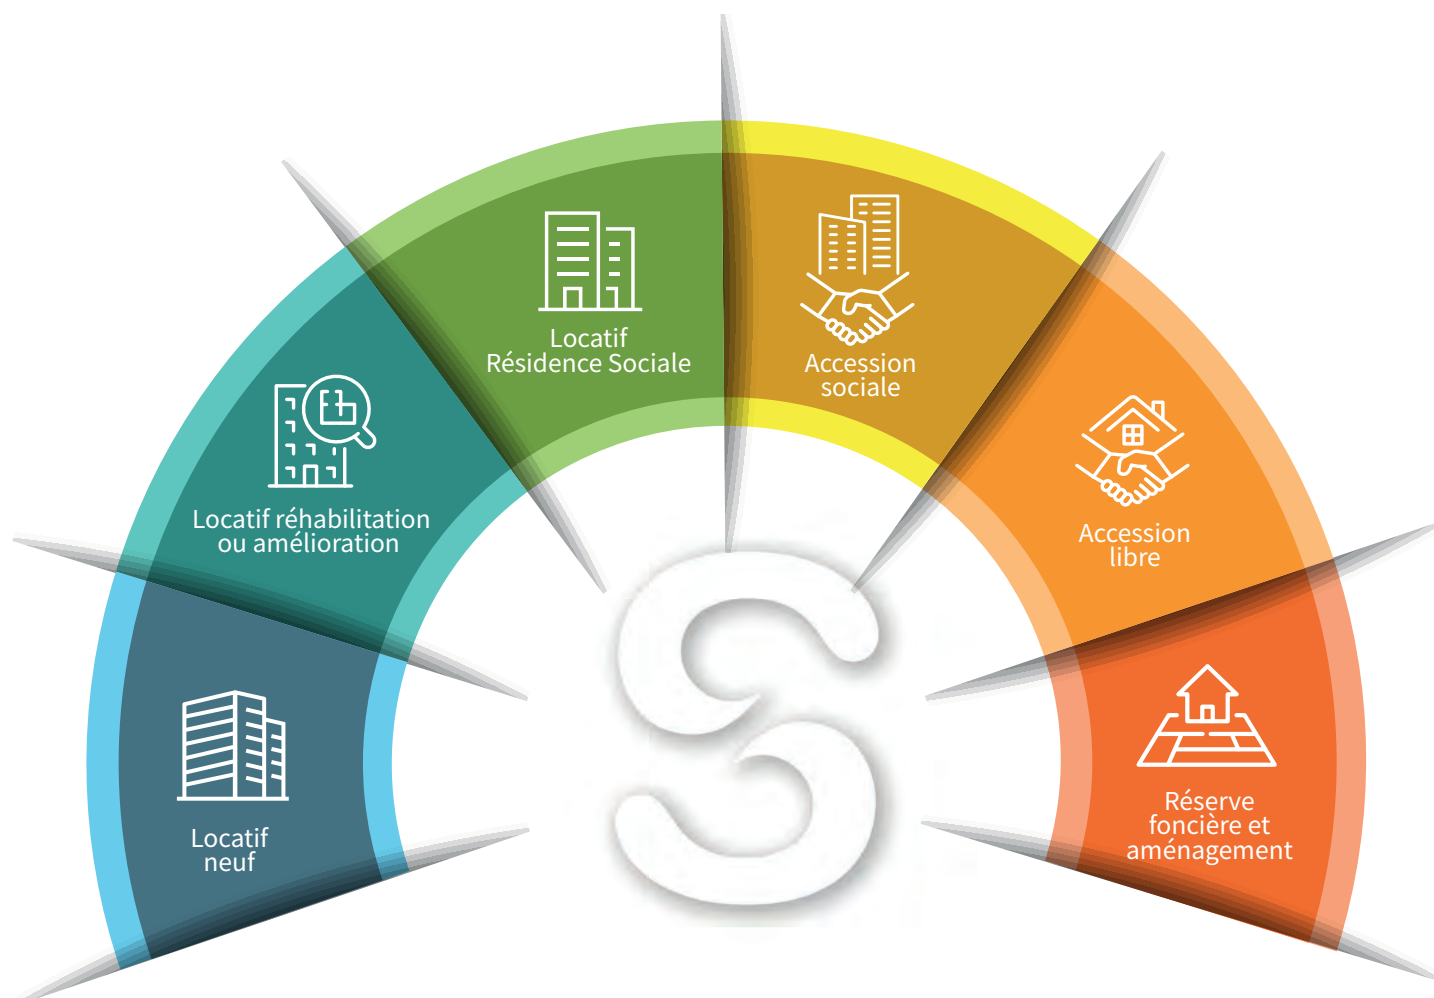 Locatif
neuf
Locatif réhabilitation
ou amélioration
Locatif
Résidence Sociale
Accession
sociale
Accession
libre
Réserve
foncière et
aménagement
S